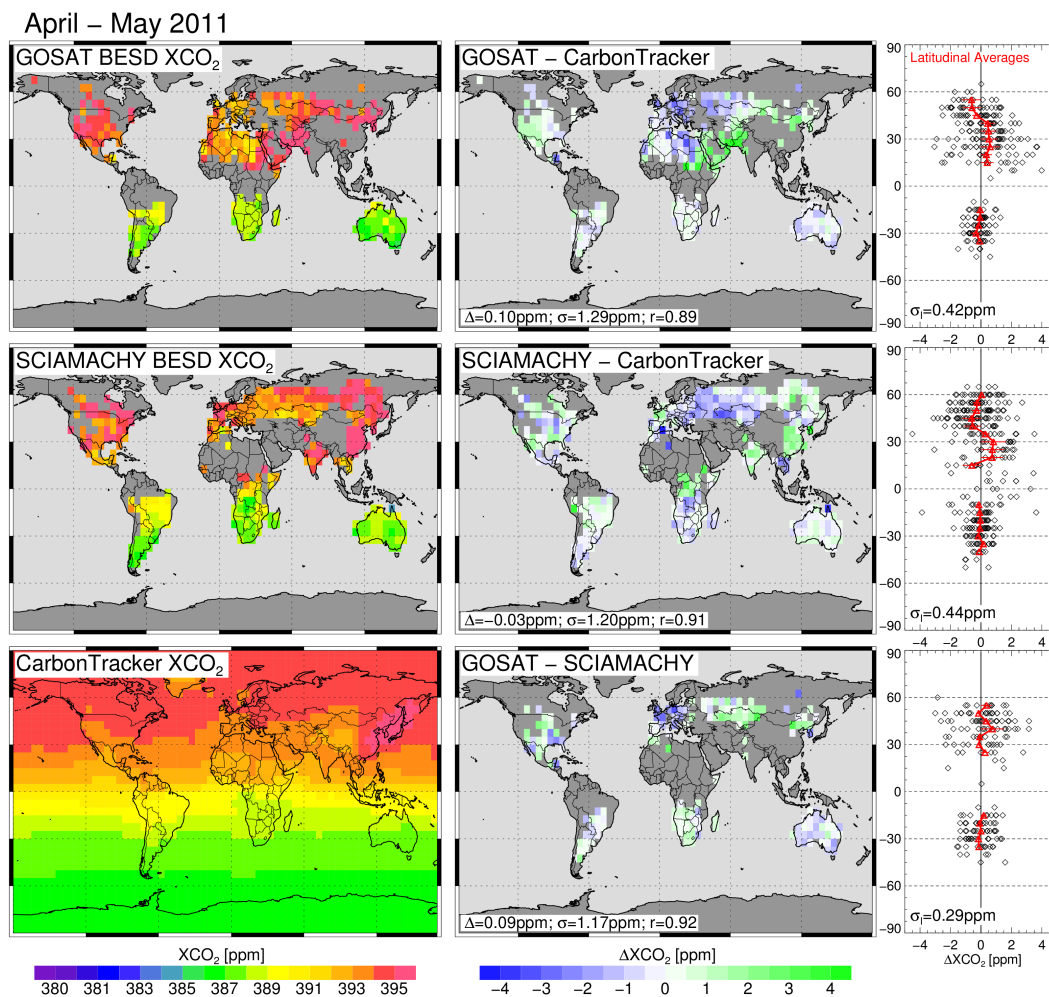 April – May 2011
GOSAT BESD XCO₂
GOSAT – CarbonTracker
Latitudinal Averages
90
60
30
0
−30
−60
−90
Δ=0.10ppm; σ=1.29ppm; r=0.89
σₗ=0.42ppm
−4 −2 0 2 4
SCIAMACHY BESD XCO₂
SCIAMACHY – CarbonTracker
90
60
30
0
−30
−60
−90
Δ=−0.03ppm; σ=1.20ppm; r=0.91
σₗ=0.44ppm
−4 −2 0 2 4
CarbonTracker XCO₂
GOSAT – SCIAMACHY
90
60
30
0
−30
−60
−90
Δ=0.09ppm; σ=1.17ppm; r=0.92
σₗ=0.29ppm
−4 −2 0 2 4
ΔXCO₂ [ppm]
XCO₂ [ppm]
380 381 383 385 387 389 391 393 395
ΔXCO₂ [ppm]
−4 −2 −1 0 1 2 4